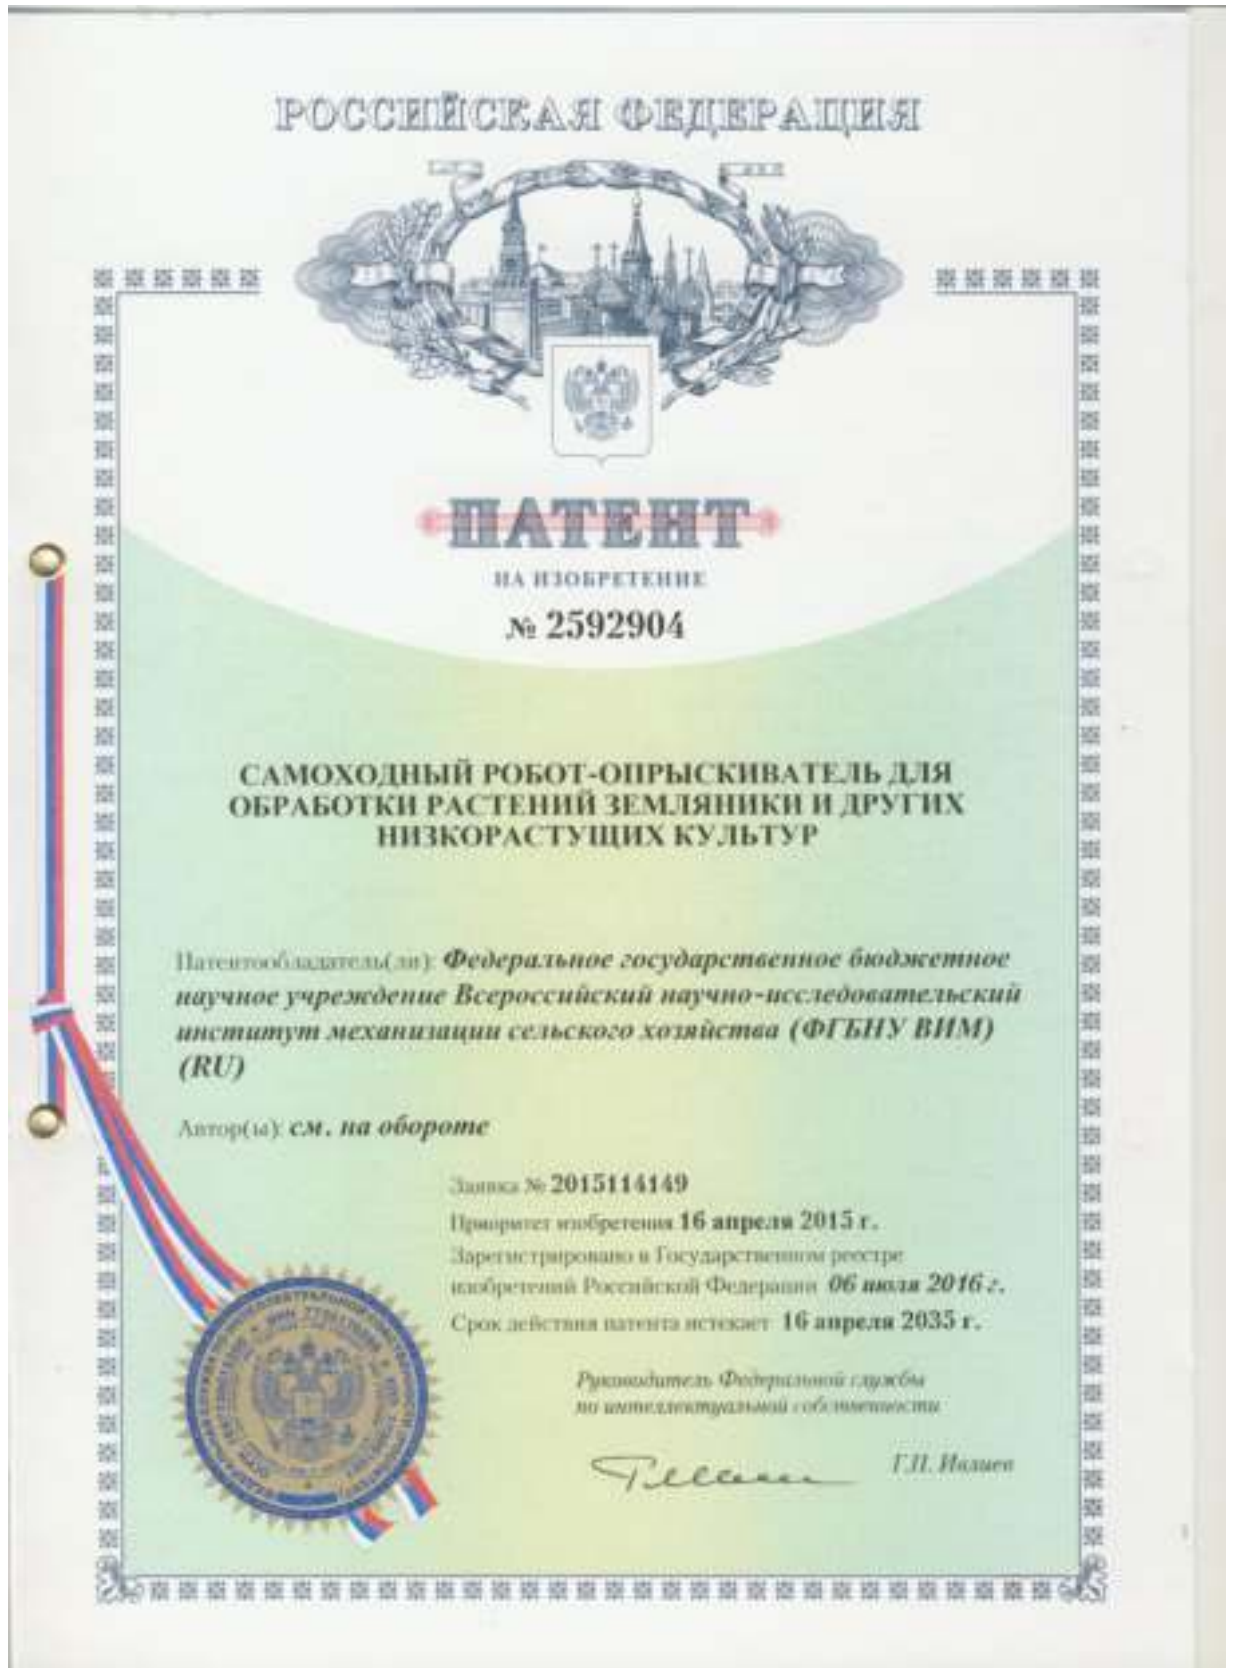 РОССИЙСКАЯ ФЕДЕРАЦИЯ
ПАТЕНТ
НА ИЗОБРЕТЕНИЕ
№ 2592904
САМОХОДНЫЙ РОБОТ-ОПРЫСКИВАТЕЛЬ ДЛЯ
ОБРАБОТКИ РАСТЕНИЙ ЗЕМЛЯНИКИ И ДРУГИХ
НИЗКОРАСТУЩИХ КУЛЬТУР
Патентообладатель(ли): Федеральное государственное бюджетное
научное учреждение Всероссийский научно-исследовательский
институт механизации сельского хозяйства (ФГБНУ ВИМ)
(RU)
Автор(ы): см. на обороте
Заявка № 2015114149
Приоритет изобретения 16 апреля 2015 г.
Зарегистрировано в Государственном реестре
изобретений Российской Федерации 06 июля 2016 г.
Срок действия патента истекает 16 апреля 2035 г.
Руководитель Федеральной службы
по интеллектуальной собственности
Г.П. Ивлиев